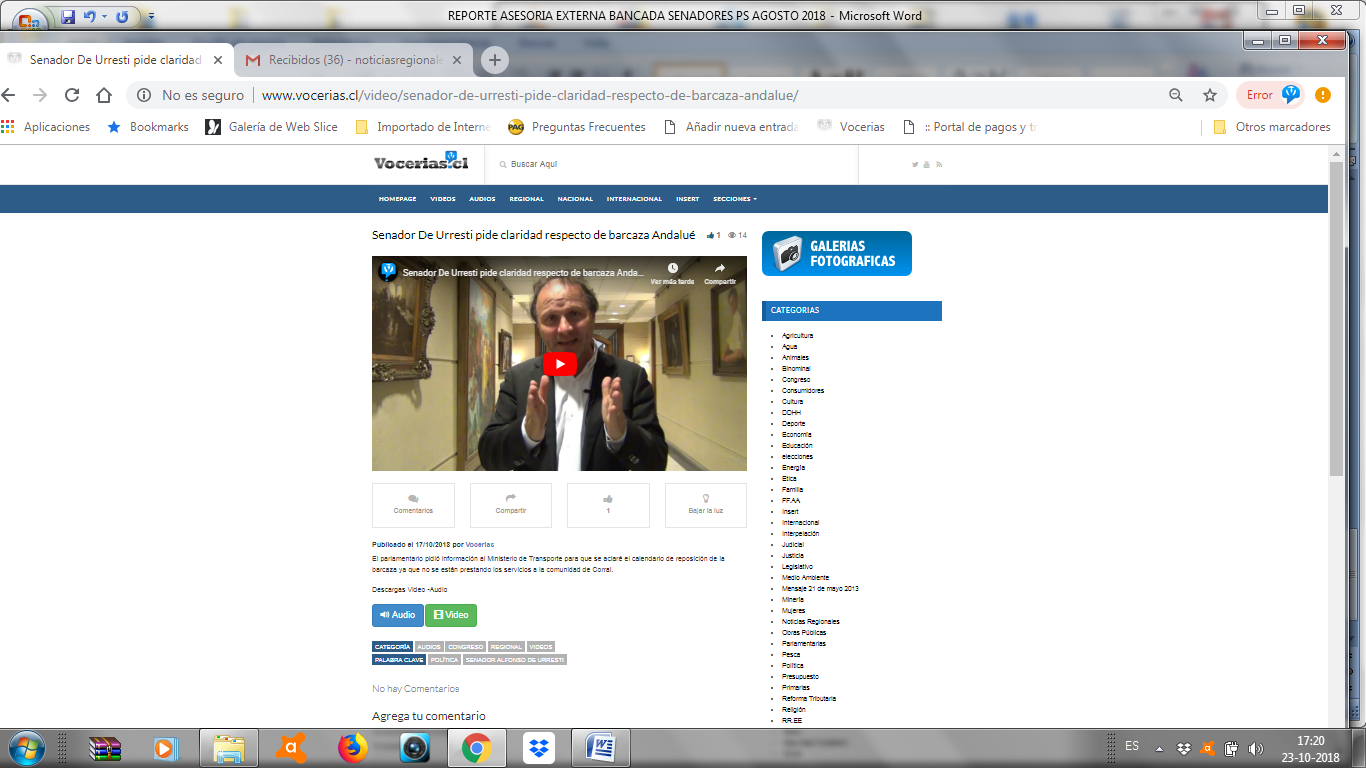 REPORTE ASESORIA EXTERNA BANCADA SENADORES PS AGOSTO 2018 - Microsoft Word
Senador De Urresti pide claridad
Recibidos (36) - noticiasregionale
No es seguro | www.vocerias.cl/video/senador-de-urresti-pide-claridad-respecto-de-barcaza-andalue/
Error
Aplicaciones Bookmarks Galería de Web Slice Importado de Interne Preguntas Frecuentes Añadir nueva entrada Vocerias :: Portal de pagos y tr Otros marcadores
Vocerias.cl
Buscar Aquí
HOMEPAGE VIDEOS AUDIOS REGIONAL NACIONAL INTERNACIONAL INSERT SECCIONES
Senador De Urresti pide claridad respecto de barcaza Andalué
1 14
Senador De Urresti pide claridad respecto de barcaza Anda...
Ver más tarde Compartir
Comentarios Compartir 1 Bajar la luz
Publicado el 17/10/2018 por Vocerias
El parlamentario pidió información al Ministerio de Transporte para que se aclaré el calendario de reposición de la
barcaza ya que no se están prestando los servicios a la comunidad de Corral.
Descargas Video -Audio
Audio Video
CATEGORÍA AUDIOS CONGRESO REGIONAL VIDEOS
PALABRA CLAVE POLÍTICA SENADOR ALFONSO DE URRESTI
No hay Comentarios
Agrega tu comentario
GALERIAS
FOTOGRAFICAS
CATEGORIAS
Agricultura
Agua
Animales
Binominal
Congreso
Consumidores
Cultura
DDHH
Deporte
Economía
Educación
elecciones
Energía
Etica
Familia
FF.AA
Insert
Internacional
Interpelación
Judicial
Justicia
Legislativo
Medio Ambiente
Mensaje 21 de mayo 2013
Minería
Mujeres
Noticias Regionales
Obras Públicas
Parlamentarias
Pesca
Política
Presupuesto
Primarias
Reforma Tributaria
Religión
RR.EE
ES
17:20
23-10-2018